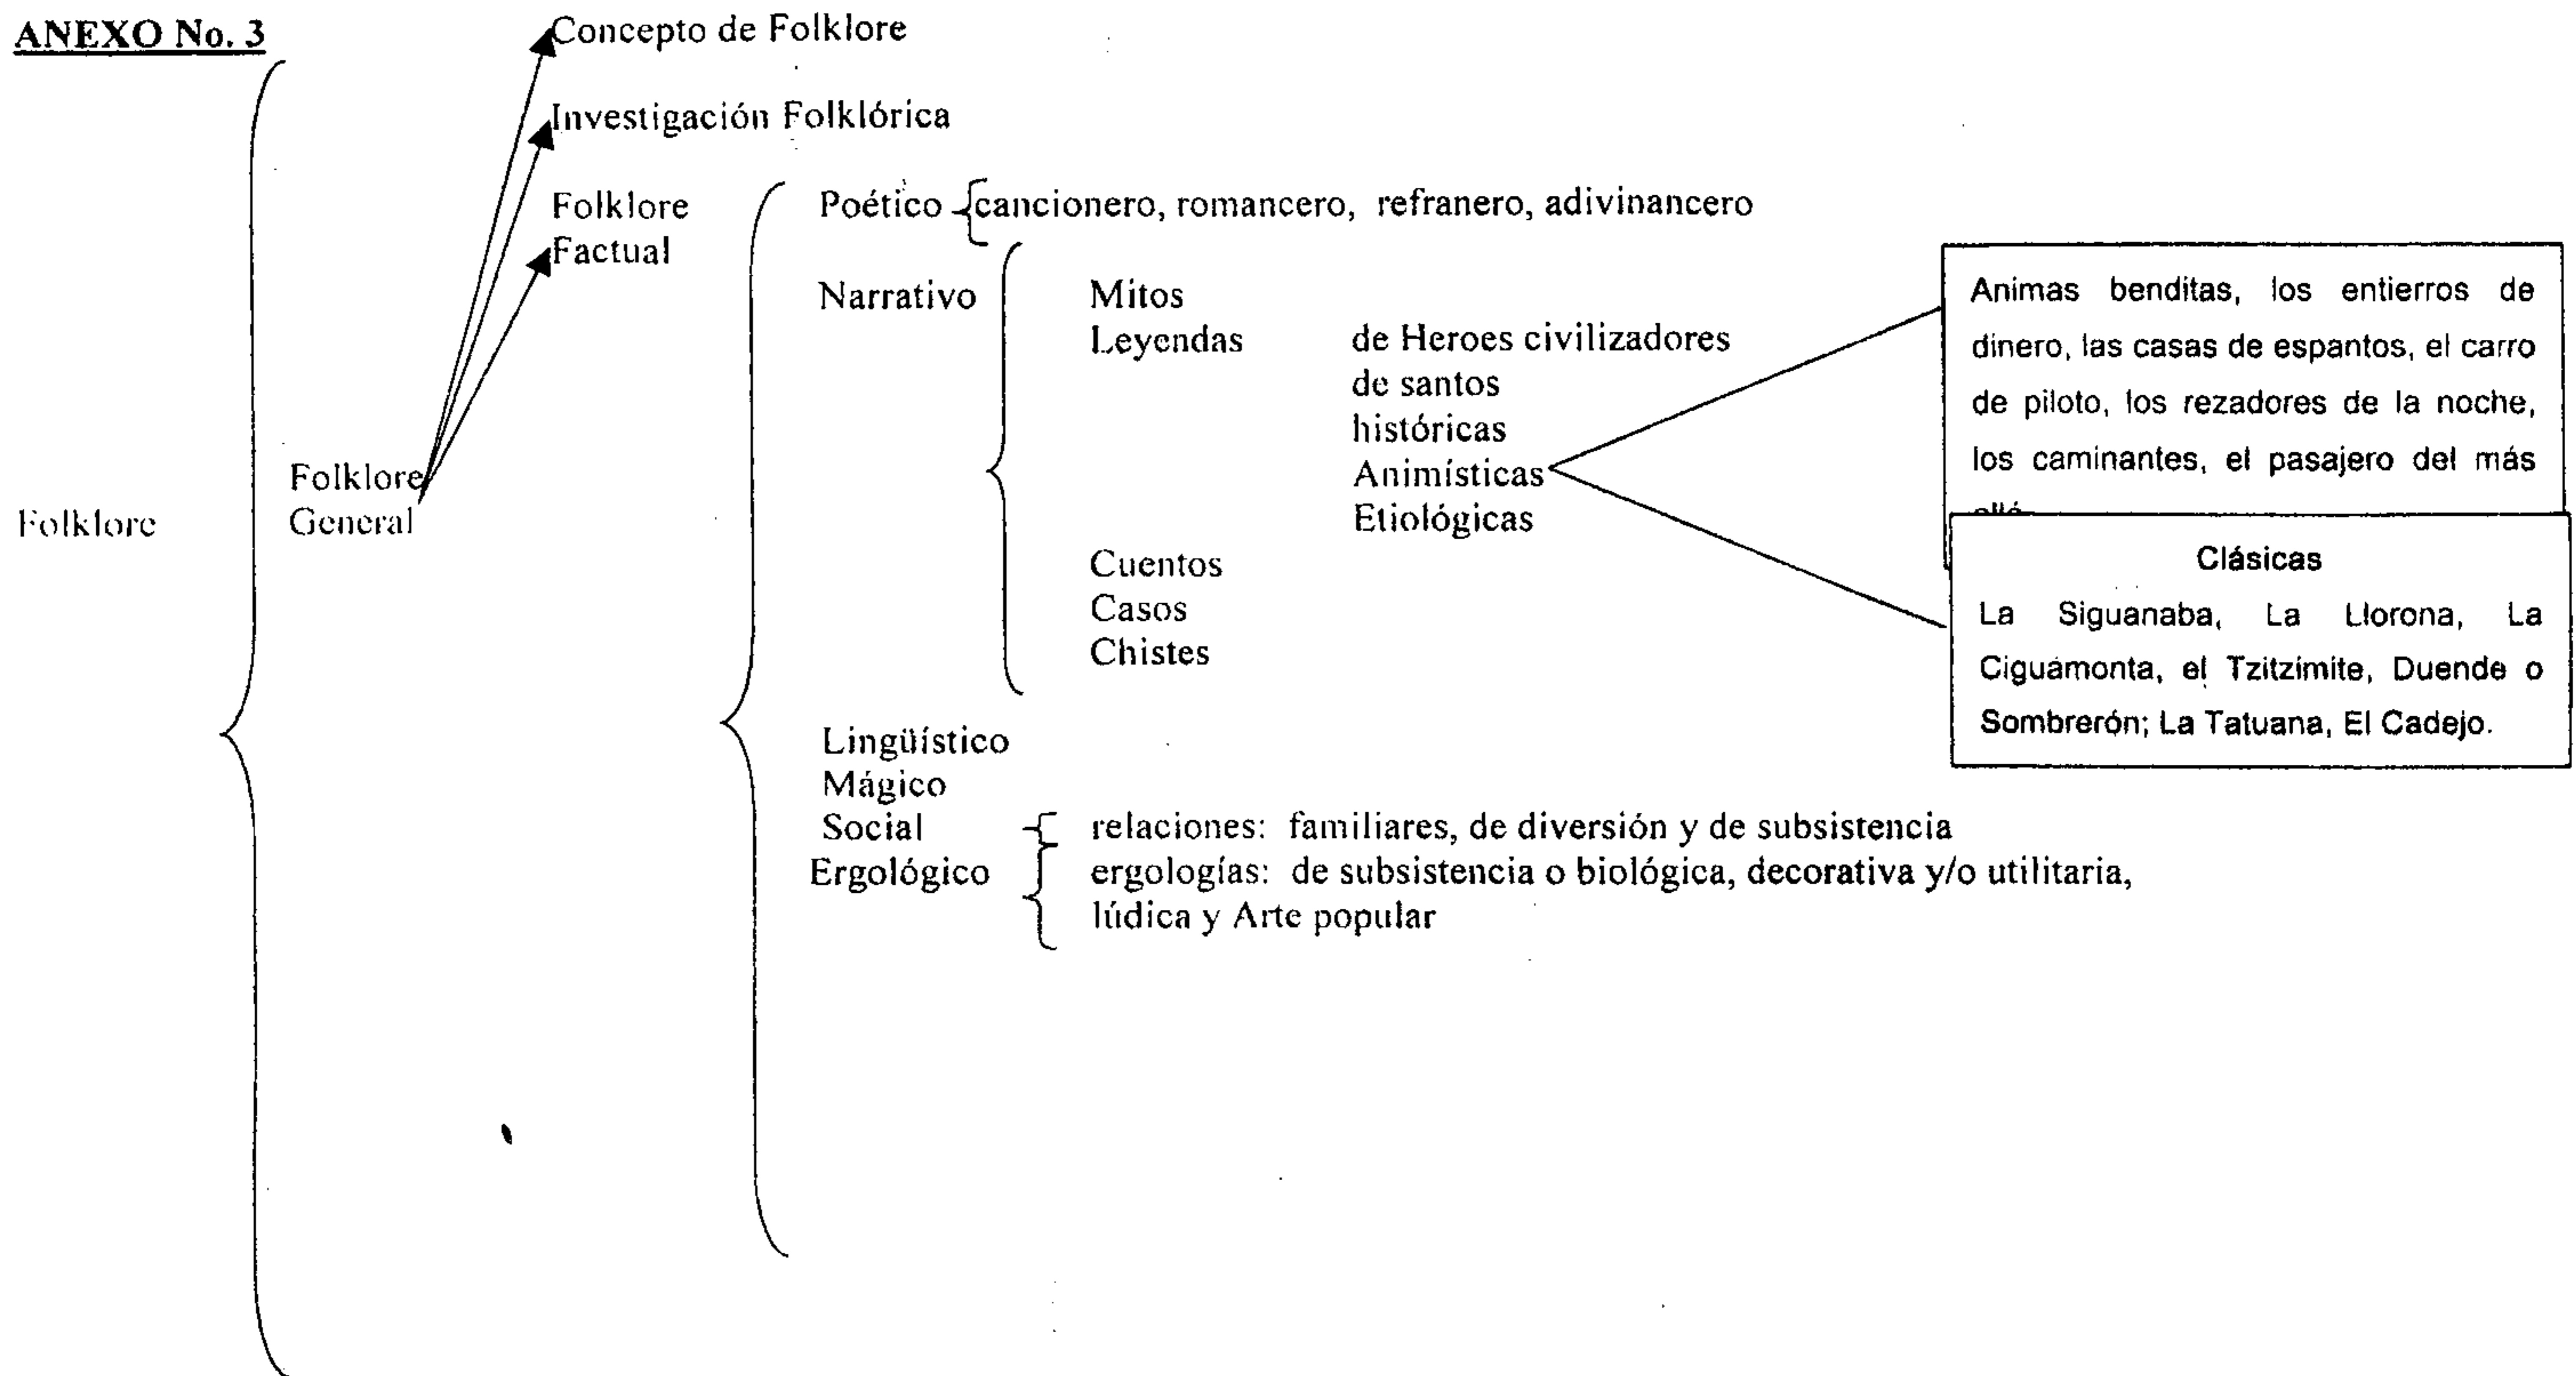 ANEXO No. 3
Concepto de Folklore
Investigación Folklórica
Folklore
Factual
Folklore
General
Folklore
Poético
cancionero, romancero, refranero, adivinancero
Narrativo
Mitos
Leyendas
de Heroes civilizadores
de santos
históricas
Animísticas
Etiológicas
Cuentos
Casos
Chistes
Animas benditas, los entierros de
dinero, las casas de espantos, el carro
de piloto, los rezadores de la noche,
los caminantes, el pasajero del más
Clásicas
La Siguanaba, La Llorona, La
Ciguamonta, el Tzitzimite, Duende o
Sombrerón; La Tatuana, El Cadejo.
Lingüístico
Mágico
Social
relaciones: familiares, de diversión y de subsistencia
Ergológico
ergologías: de subsistencia o biológica, decorativa y/o utilitaria,
lúdica y Arte popular